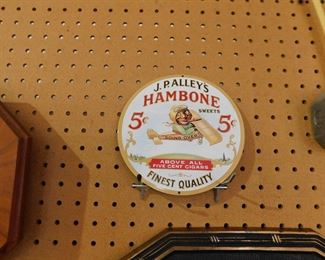 J. P. ALLEY'S
HAMBONE
SWEETS
5¢ 5¢
ABOVE ALL
FIVE CENT CIGARS
FINEST QUALITY